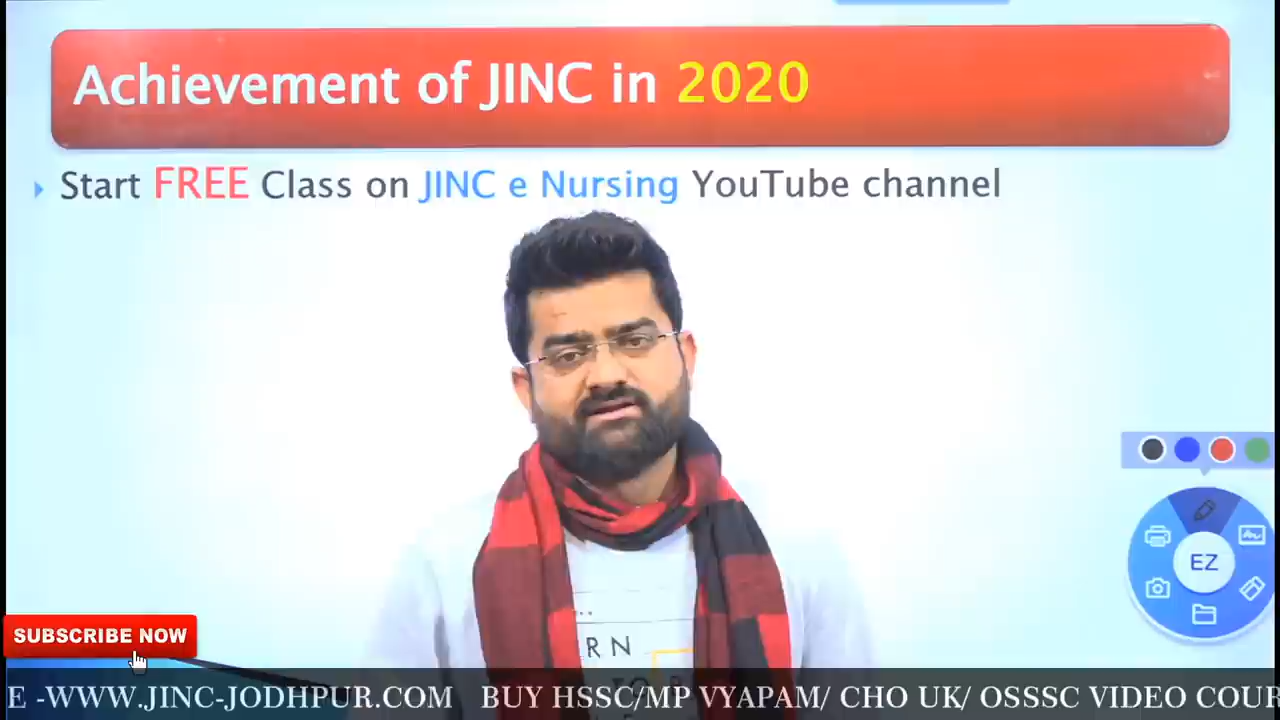 Achievement of JINC in 2020
Start FREE Class on JINC e Nursing YouTube channel
EZ
RN
SUBSCRIBE NOW
E -WWW.JINC-JODHPUR.COM BUY HSSC/MP VYAPAM/ CHO UK/ OSSSC VIDEO COUR